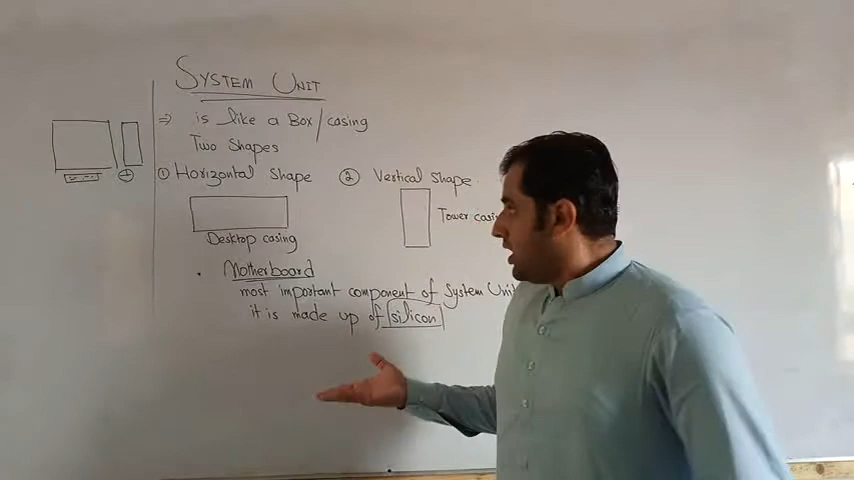 SYSTEM UNIT
⇒ is like a Box/casing
Two shapes
① Horizontal shape
② Vertical shape
Desktop casing
Tower
• Motherboard
most important component of System Unit
it is made up of silicon